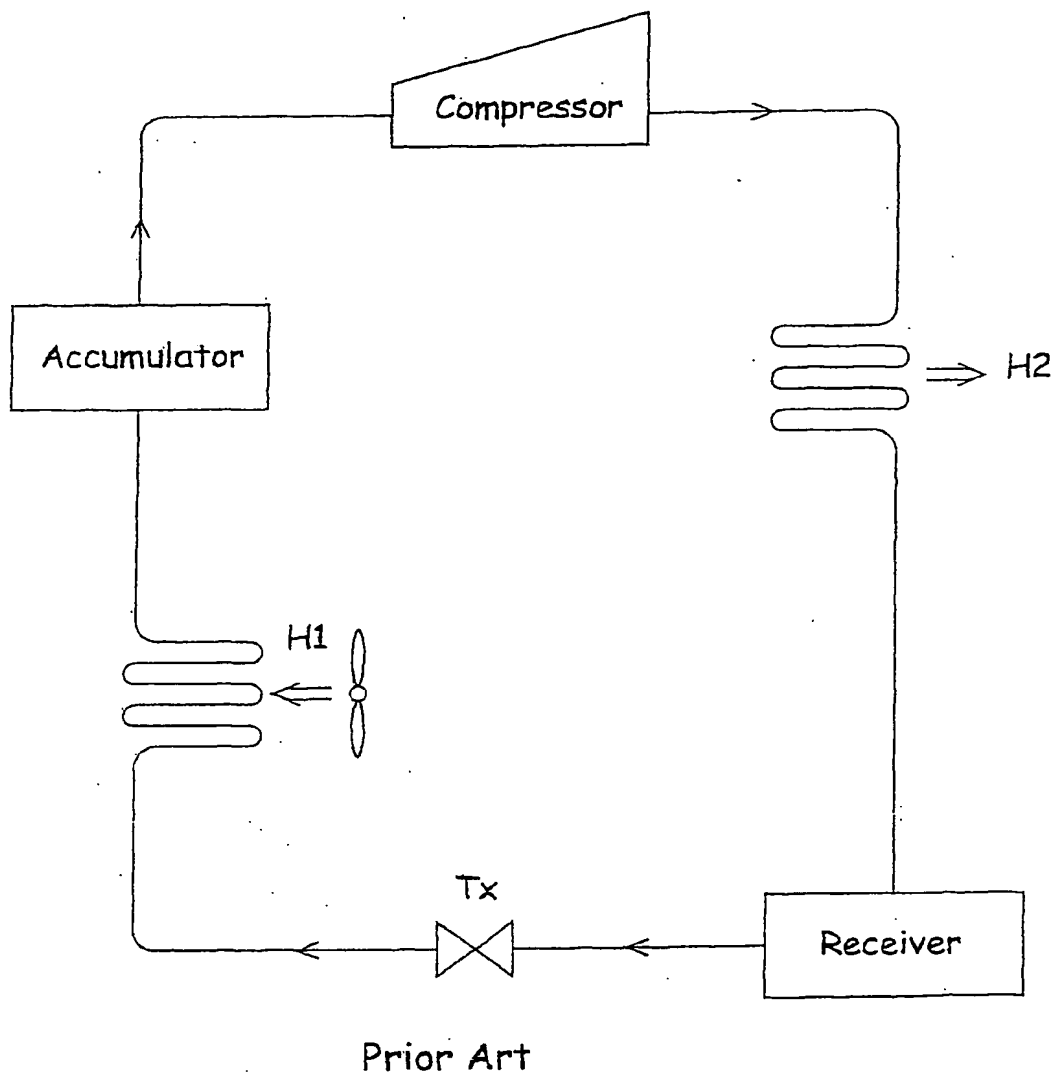 Compressor
Accumulator
H2
H1
Tx
Receiver
Prior Art